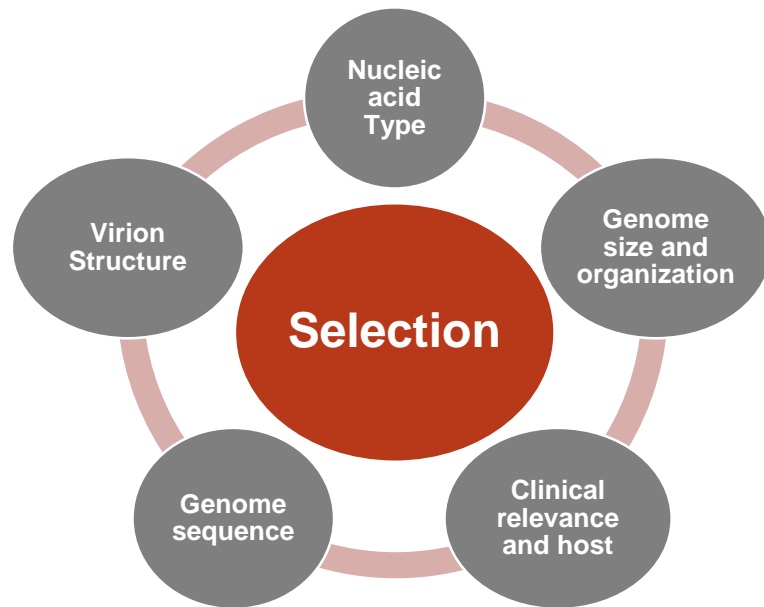 Nucleic
acid
Type
Genome
size and
organization
Clinical
relevance
and host
Genome
sequence
Virion
Structure
Selection